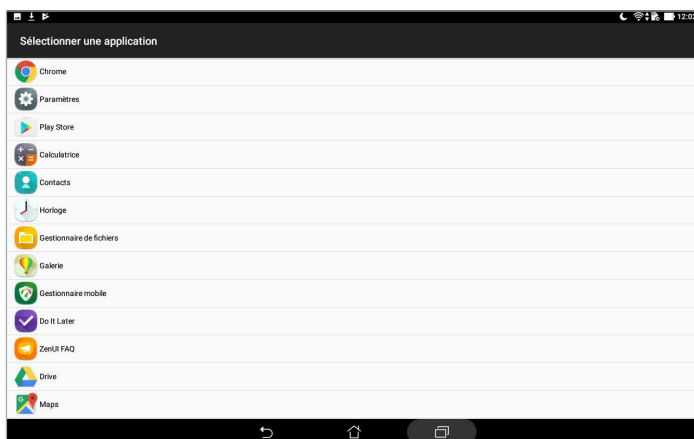 12:02
Sélectionner une application
Chrome
Paramètres
Play Store
Calculatrice
Contacts
Horloge
Gestionnaire de fichiers
Galerie
Gestionnaire mobile
Do It Later
ZenUI FAQ
Drive
Maps